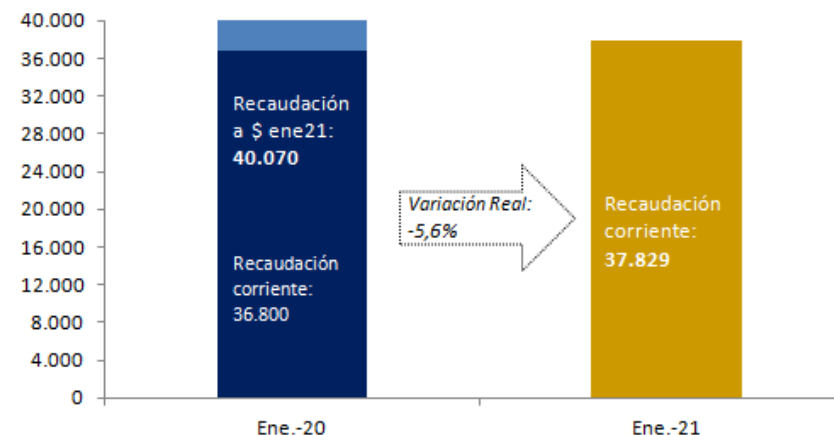 40.000
36.000
32.000
28.000
24.000
20.000
16.000
12.000
8.000
4.000
0
Recaudación
a $ ene21:
40.070
Recaudación
corriente:
36.800
Variación Real:
-5,6%
Recaudación
corriente:
37.829
Ene.-20
Ene.-21